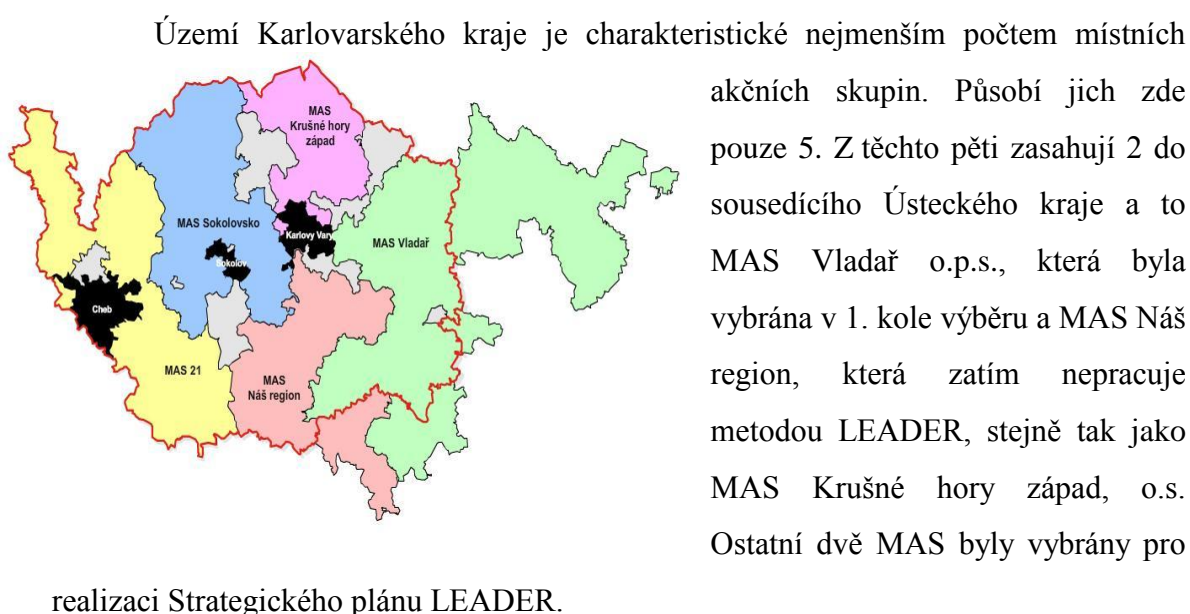 Území Karlovarského kraje je charakteristické nejmenším počtem místních
akčních skupin. Působí jich zde
pouze 5. Z těchto pěti zasahují 2 do
sousedícího Ústeckého kraje a to
MAS Vladař o.p.s., která byla
vybrána v 1. kole výběru a MAS Náš
region, která zatím nepracuje
metodou LEADER, stejně tak jako
MAS Krušné hory západ, o.s.
Ostatní dvě MAS byly vybrány pro
realizaci Strategického plánu LEADER.
MAS
Krušné hory
západ
MAS Sokolovsko
Karlovy Vary
MAS Vladař
Sokolov
Cheb
MAS 21
MAS
Náš region